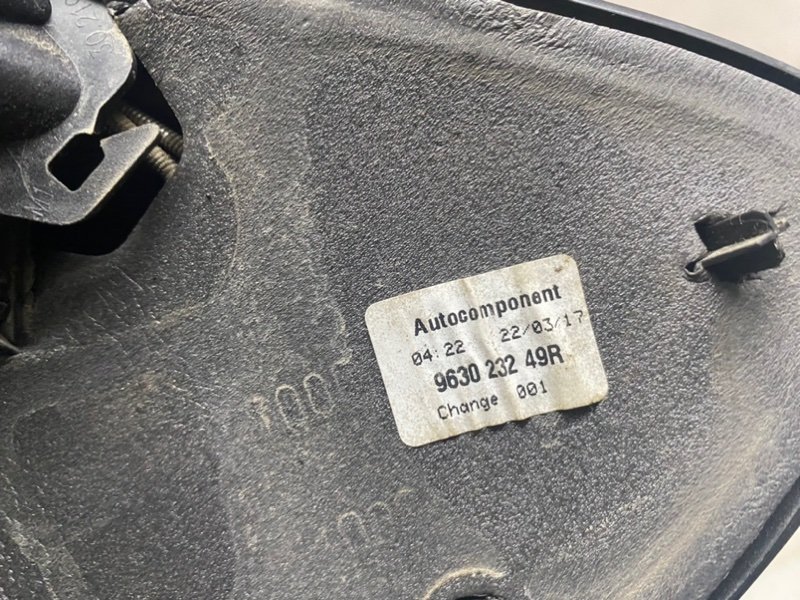 Autocomponent
04:22 22/03/17
9630 232 49R
Change 001